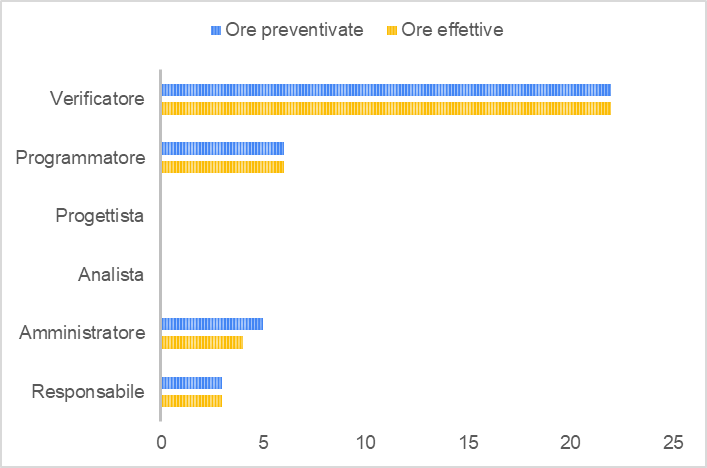 Ore preventivate Ore effettive
Verificatore
Programmatore
Progettista
Analista
Amministratore
Responsabile
0 5 10 15 20 25